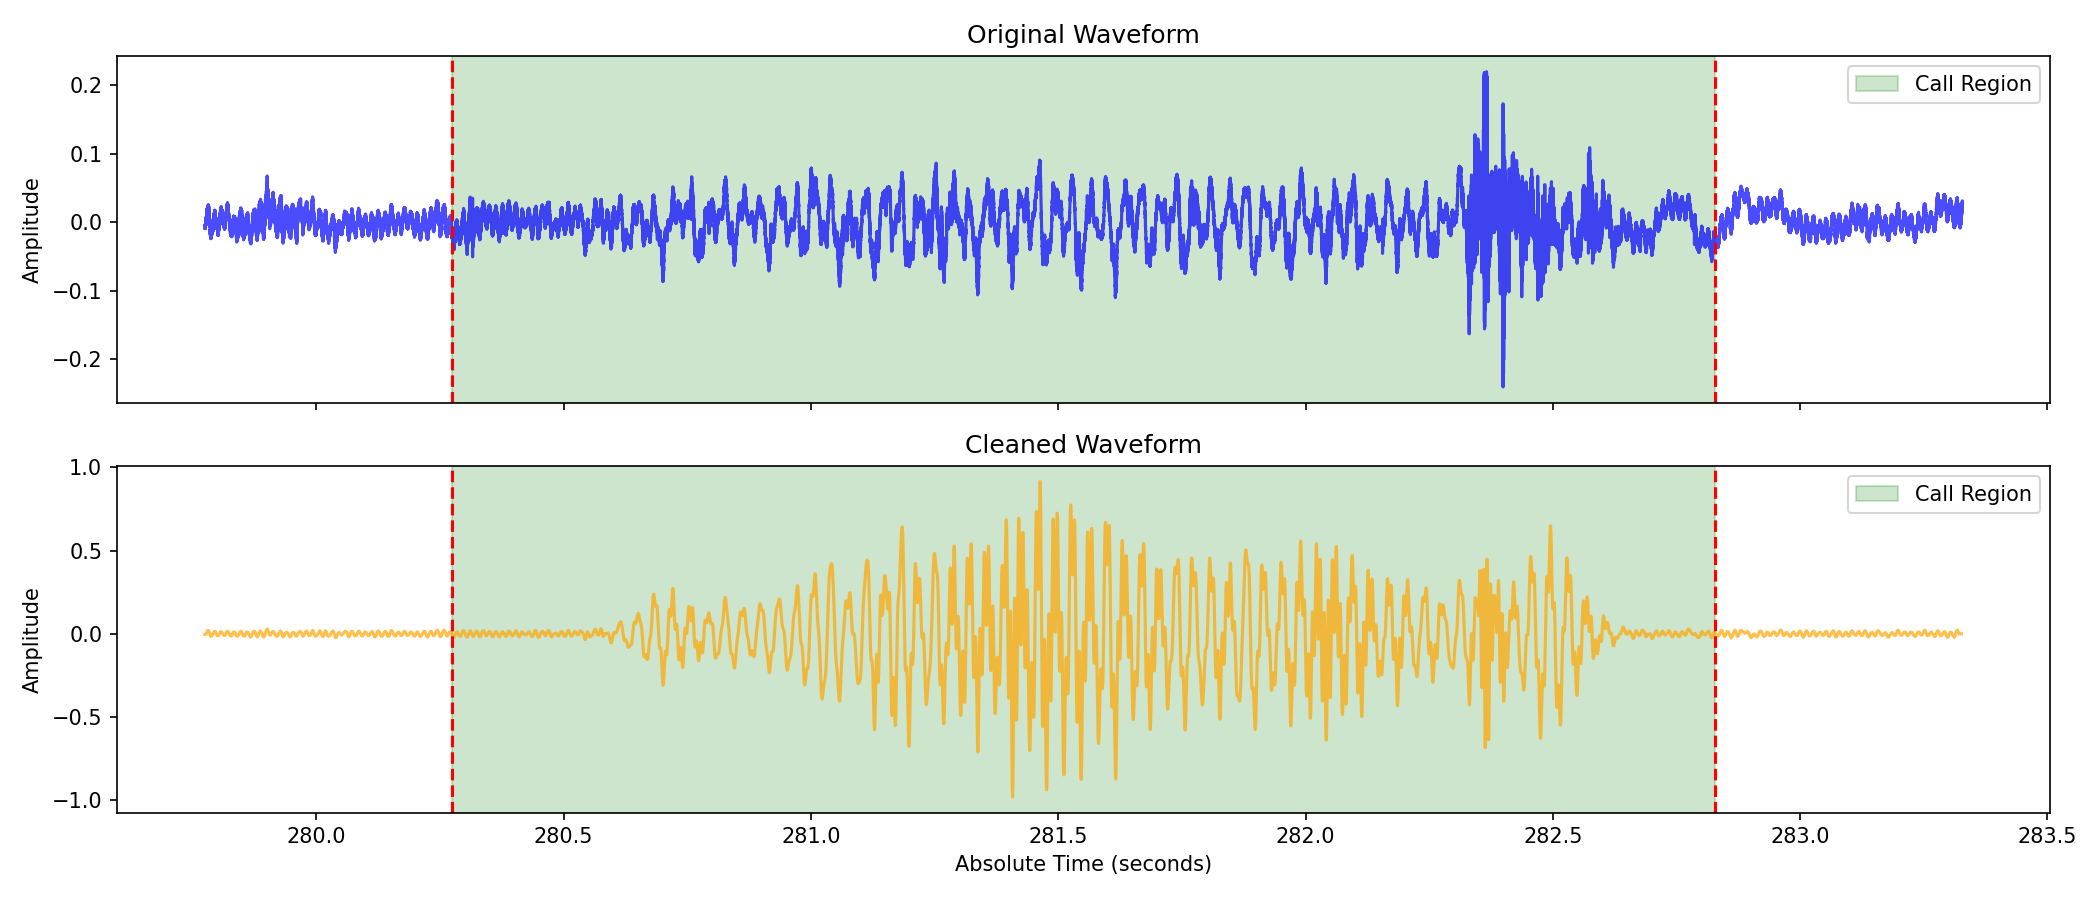 Original Waveform
Call Region
Amplitude
0.2
0.1
0.0
−0.1
−0.2
Cleaned Waveform
Call Region
Amplitude
1.0
0.5
0.0
−0.5
−1.0
280.0 280.5 281.0 281.5 282.0 282.5 283.0 283.5
Absolute Time (seconds)